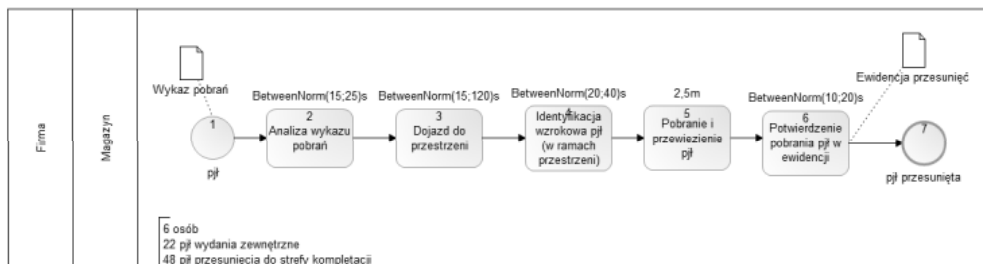 Firma
Magazyn
Wykaz pobrań
1
pjł
BetweenNorm(15;25)s
2
Analiza wykazu
pobrań
BetweenNorm(15;120)s
3
Dojazd do
przestrzeni
BetweenNorm(20;40)s
4
Identyfikacja
wzrokowa pjł
(w ramach
przestrzeni)
2,5m
5
Pobranie i
przewiezienie
pjł
BetweenNorm(10;20)s
6
Potwierdzenie
pobrania pjł w
ewidencji
Ewidencja przesunięć
7
pjł przesunięta
6 osób
22 pjł wydania zewnętrzne
48 pjł przesunięcia do strefy kompletacji